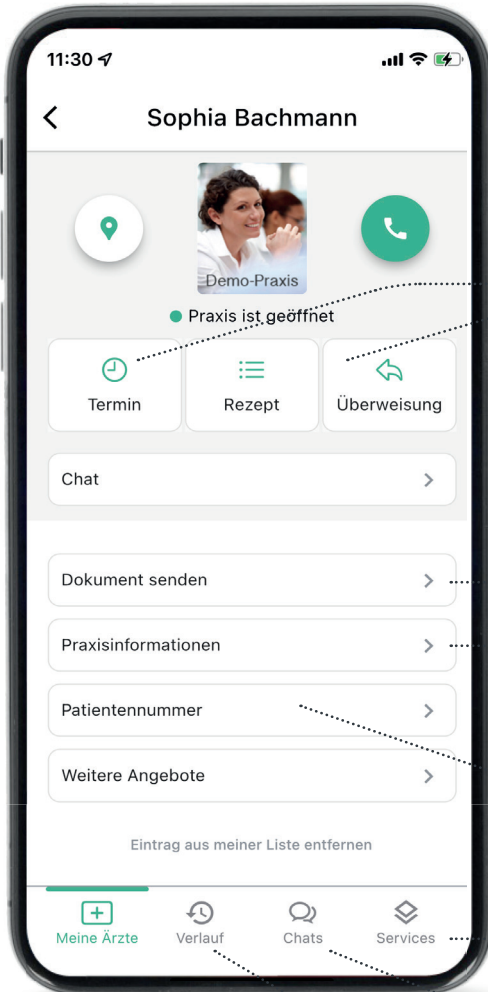 11:30
Sophia Bachmann
Demo-Praxis
Praxis ist geöffnet
Termin
Rezept
Überweisung
Chat
Dokument senden
Praxisinformationen
Patientennummer
Weitere Angebote
Eintrag aus meiner Liste entfernen
Meine Ärzte
Verlauf
Chats
Services